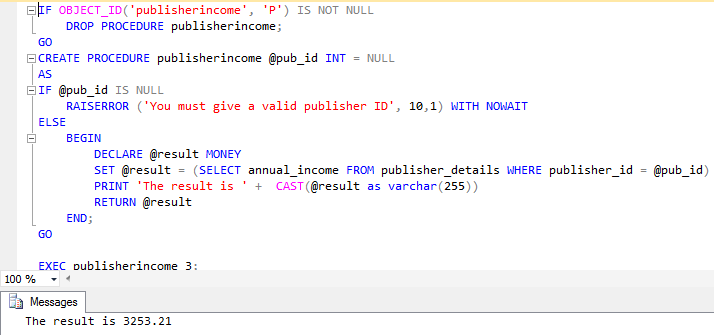 IF OBJECT_ID('publisherincome', 'P') IS NOT NULL
DROP PROCEDURE publisherincome;
GO
CREATE PROCEDURE publisherincome @pub_id INT = NULL
AS
IF @pub_id IS NULL
RAISERROR ('You must give a valid publisher ID', 10,1) WITH NOWAIT
ELSE
BEGIN
DECLARE @result MONEY
SET @result = (SELECT annual_income FROM publisher_details WHERE publisher_id = @pub_id)
PRINT 'The result is ' + CAST(@result as varchar(255))
RETURN @result
END;
GO
EXEC publisherincome 3;
100 %
Messages
The result is 3253.21